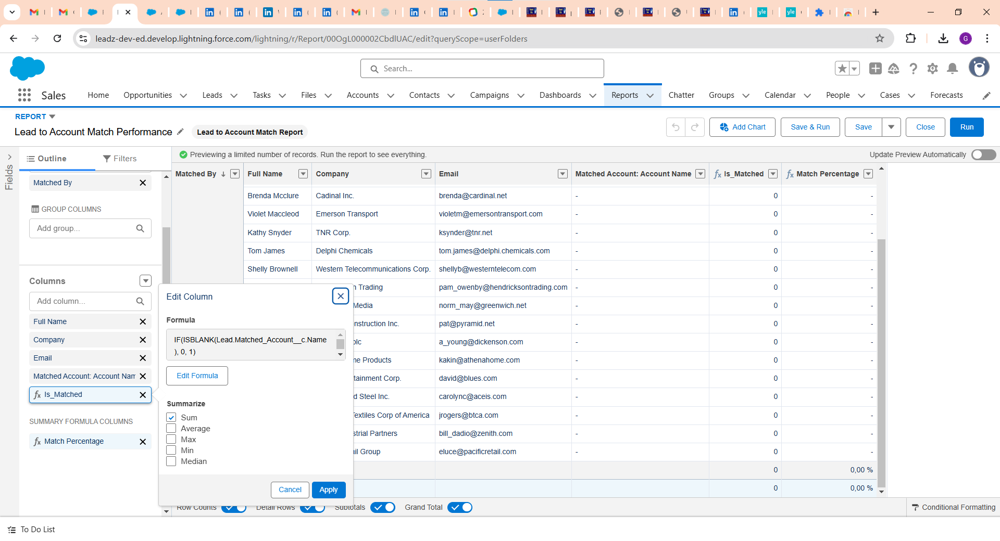 leadz-dev-ed.develop.lightning.force.com/lightning/r/Report/00OgL000002CbdlUAC/edit?queryScope=userFolders
G
Search...
Sales
Home
Opportunities
Leads
Tasks
Files
Accounts
Contacts
Campaigns
Dashboards
Reports
Chatter
Groups
Calendar
People
Cases
Forecasts
REPORT
Lead to Account Match Performance
Lead to Account Match Report
Add Chart
Save & Run
Save
Close
Run
Fields
Outline
Filters
Previewing a limited number of records. Run the report to see everything.
Update Preview Automatically
Matched By
GROUP COLUMNS
Add group...
Columns
Add column...
Full Name
Company
Email
Matched Account: Account Nam
fx Is_Matched
SUMMARY FORMULA COLUMNS
fx Match Percentage
Matched By ↓ Full Name Company Email Matched Account: Account Name fx Is_Matched fx Match Percentage
Brenda Mcclure Cadinal Inc. brenda@cardinal.net - 0 -
Violet Maccleod Emerson Transport violetm@emersontransport.com - 0 -
Kathy Snyder TNR Corp. ksynder@tnr.net - 0 -
Tom James Delphi Chemicals tom.james@delphi.chemicals.com - 0 -
Shelly Brownell Western Telecommunications Corp. shellyb@westerntelecom.com - 0 -
n Trading pam_owenby@hendricksontrading.com - 0 -
Media norm_may@greenwich.net - 0 -
nstruction Inc. pat@pyramid.net - 0 -
plc a_young@dickenson.com - 0 -
me Products kakin@athenahome.com - 0 -
tainment Corp. david@blues.com - 0 -
d Steel Inc. carolync@aceis.com - 0 -
Textiles Corp of America jrogers@btca.com - 0 -
strial Partners bill_dadio@zenith.com - 0 -
il Group eluce@pacificretail.com - 0 -
0 0,00 %
0 0,00 %
Edit Column
Formula
IF(ISBLANK(Lead.Matched_Account__c.Name
), 0, 1)
Edit Formula
Summarize
Sum
Average
Max
Min
Median
Cancel
Apply
Row Counts
Detail Rows
Subtotals
Grand Total
Conditional Formatting
To Do List